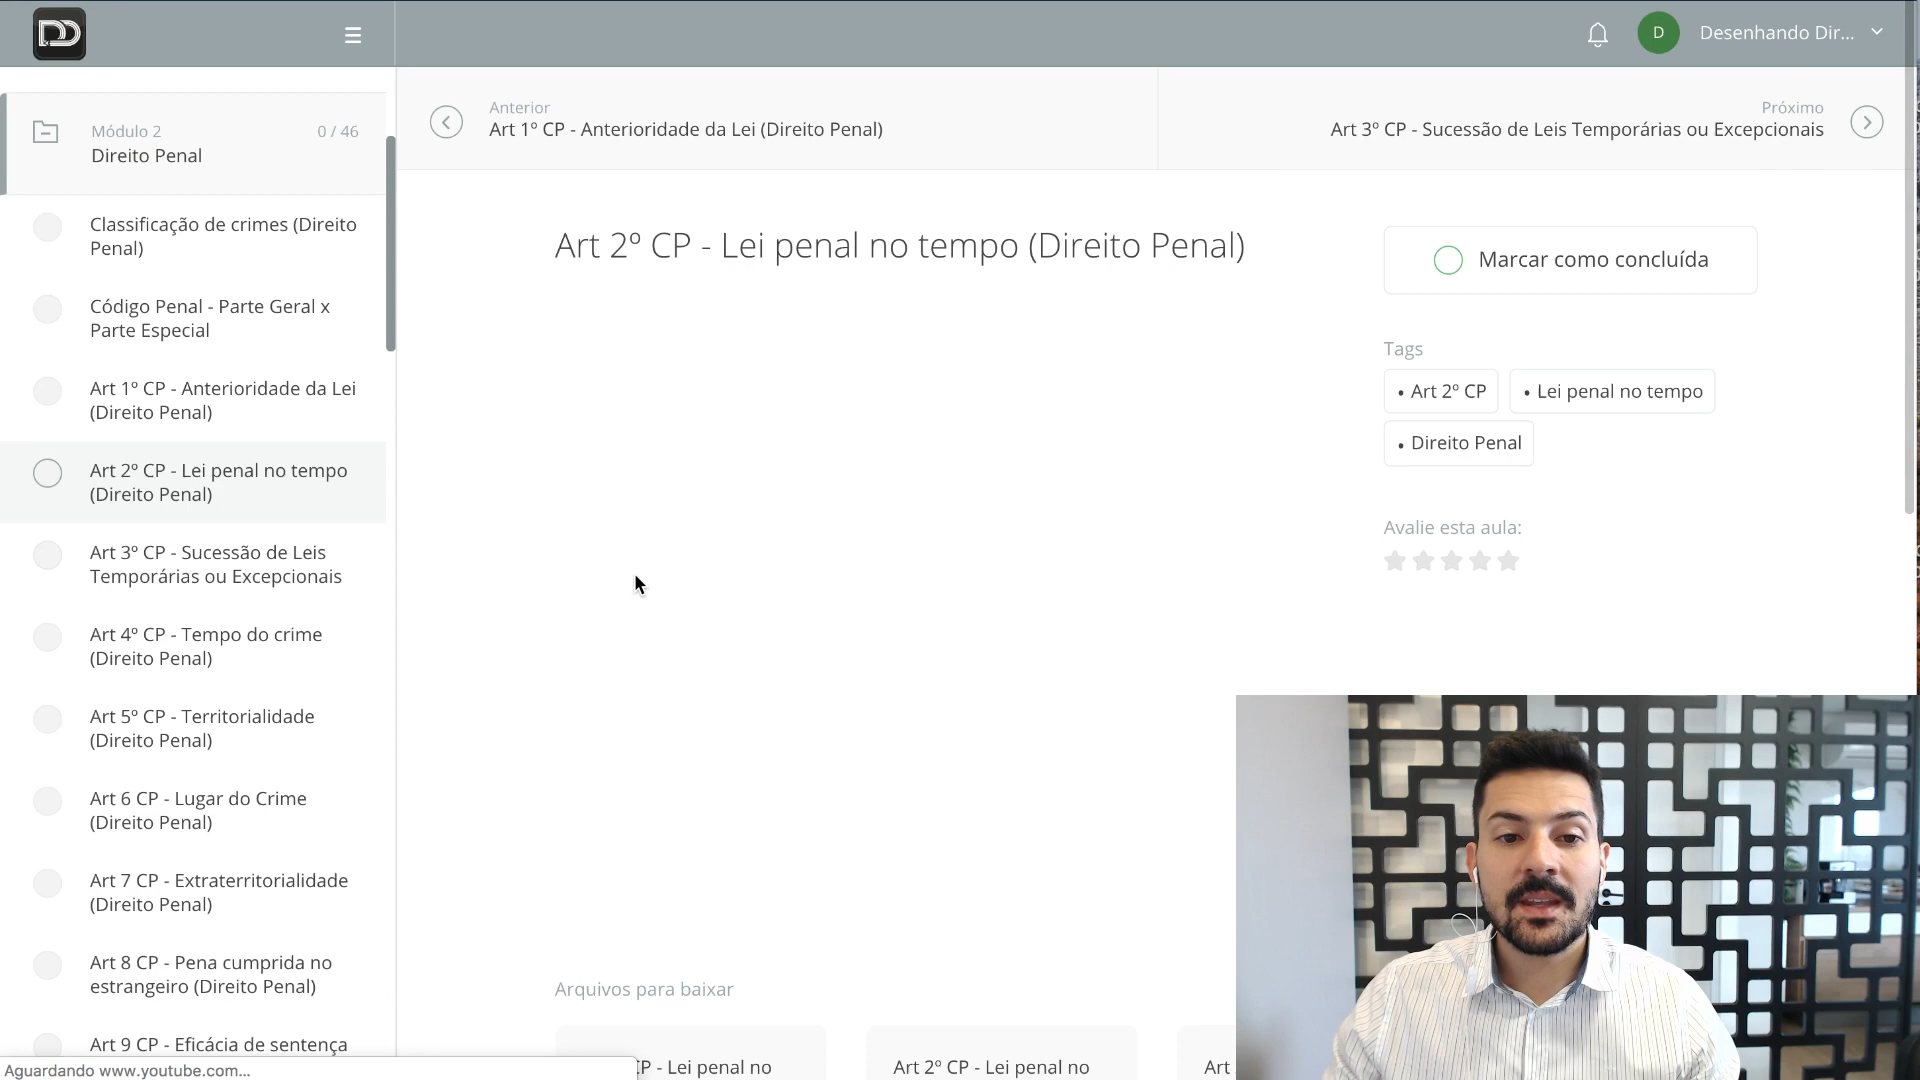 DD
D
Desenhando Dir...
Módulo 2
0 / 46
Direito Penal
Classificação de crimes (Direito
Penal)
Código Penal - Parte Geral x
Parte Especial
Art 1º CP - Anterioridade da Lei
(Direito Penal)
Art 2º CP - Lei penal no tempo
(Direito Penal)
Art 3º CP - Sucessão de Leis
Temporárias ou Excepcionais
Art 4º CP - Tempo do crime
(Direito Penal)
Art 5º CP - Territorialidade
(Direito Penal)
Art 6 CP - Lugar do Crime
(Direito Penal)
Art 7 CP - Extraterritorialidade
(Direito Penal)
Art 8 CP - Pena cumprida no
estrangeiro (Direito Penal)
Art 9 CP - Eficácia de sentença
Aguardando www.youtube.com...
Anterior
Art 1º CP - Anterioridade da Lei (Direito Penal)
Próximo
Art 3º CP - Sucessão de Leis Temporárias ou Excepcionais
Art 2º CP - Lei penal no tempo (Direito Penal)
Marcar como concluída
Tags
• Art 2º CP
• Lei penal no tempo
• Direito Penal
Avalie esta aula:
Arquivos para baixar
CP - Lei penal no
Art 2º CP - Lei penal no
Art